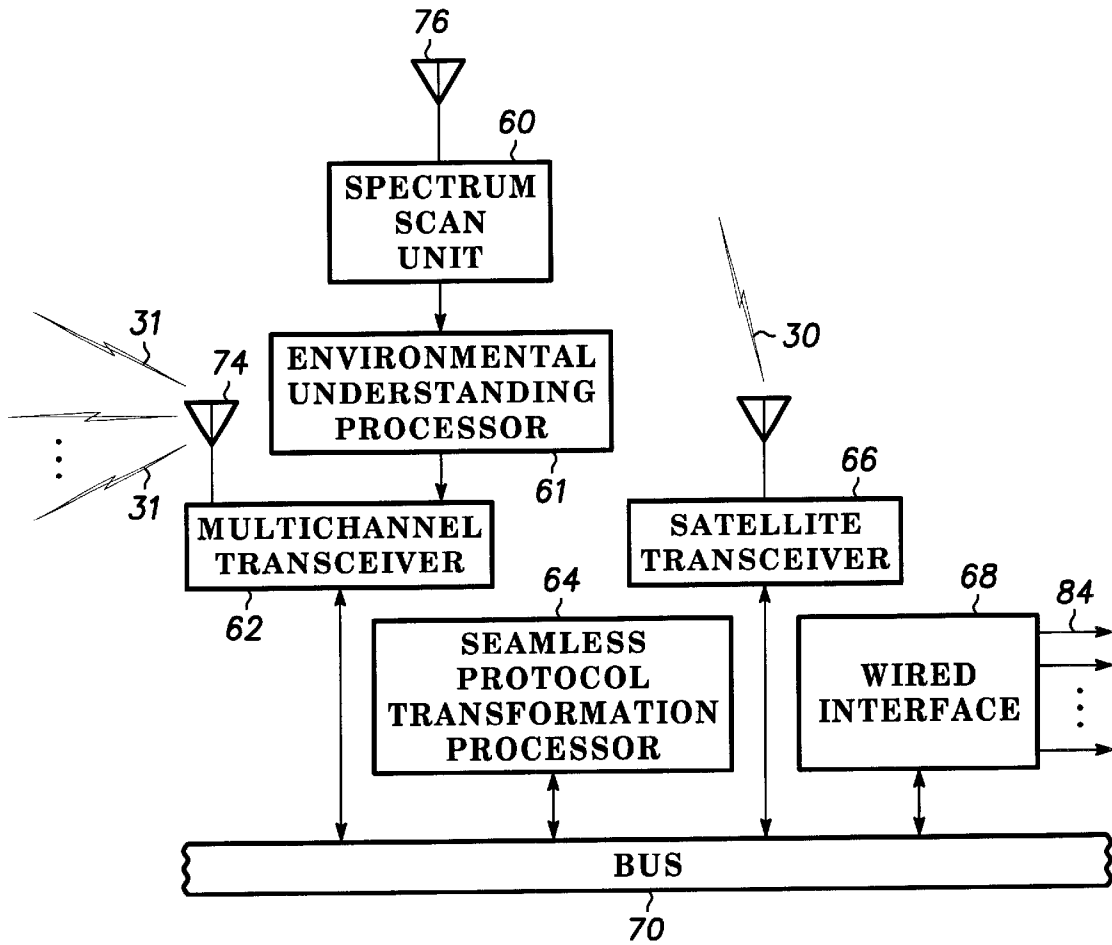 76
60
SPECTRUM
SCAN
UNIT
31
74
30
ENVIRONMENTAL
UNDERSTANDING
PROCESSOR
31
61
66
MULTICHANNEL
TRANSCEIVER
SATELLITE
TRANSCEIVER
62
64
68
84
SEAMLESS
PROTOCOL
TRANSFORMATION
PROCESSOR
WIRED
INTERFACE
BUS
70